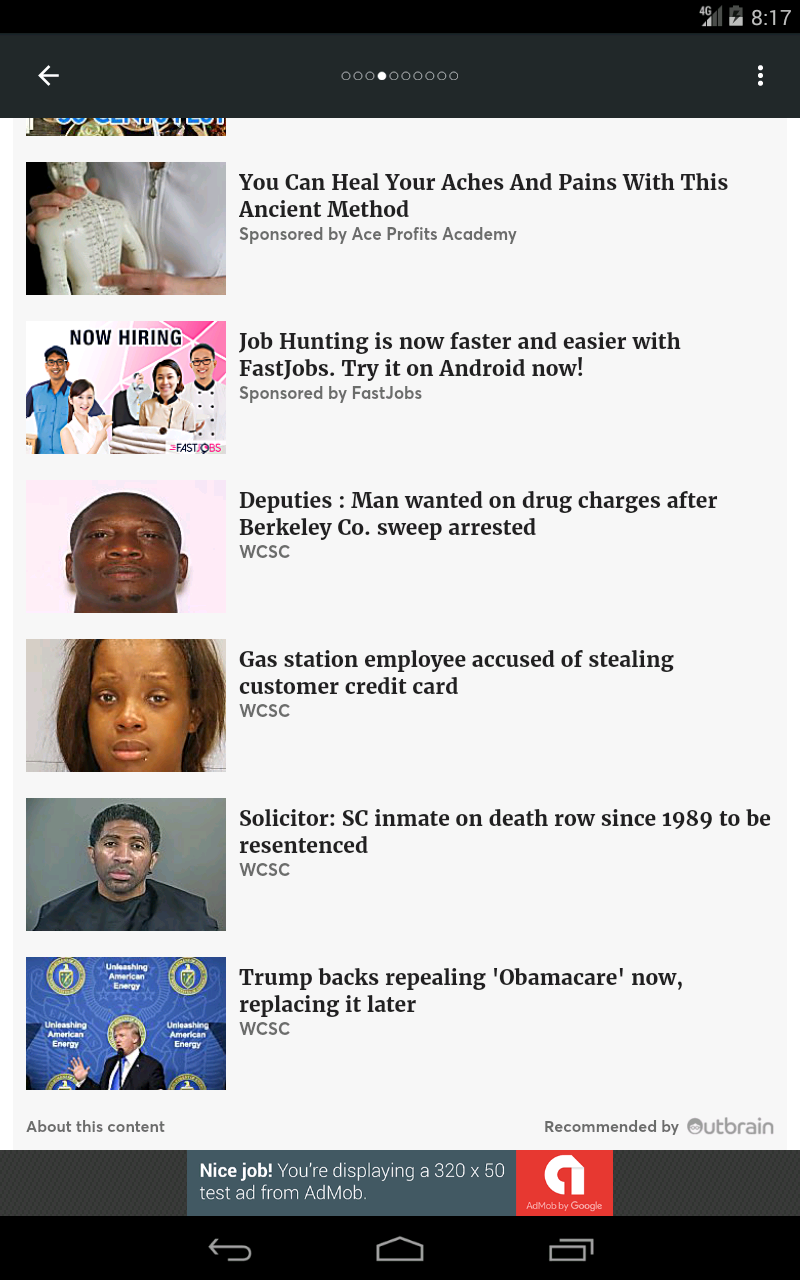 4G 8:17
You Can Heal Your Aches And Pains With This
Ancient Method
Sponsored by Ace Profits Academy
NOW HIRING
FASTJOBS
Job Hunting is now faster and easier with
FastJobs. Try it on Android now!
Sponsored by FastJobs
Deputies : Man wanted on drug charges after
Berkeley Co. sweep arrested
WCSC
Gas station employee accused of stealing
customer credit card
WCSC
Solicitor: SC inmate on death row since 1989 to be
resentenced
WCSC
Unleashing
American
Energy
Unleashing
American
Energy
Unleashing
American
Energy
Trump backs repealing 'Obamacare' now,
replacing it later
WCSC
About this content
Recommended by Outbrain
Nice job! You're displaying a 320 x 50
test ad from AdMob.
AdMob by Google